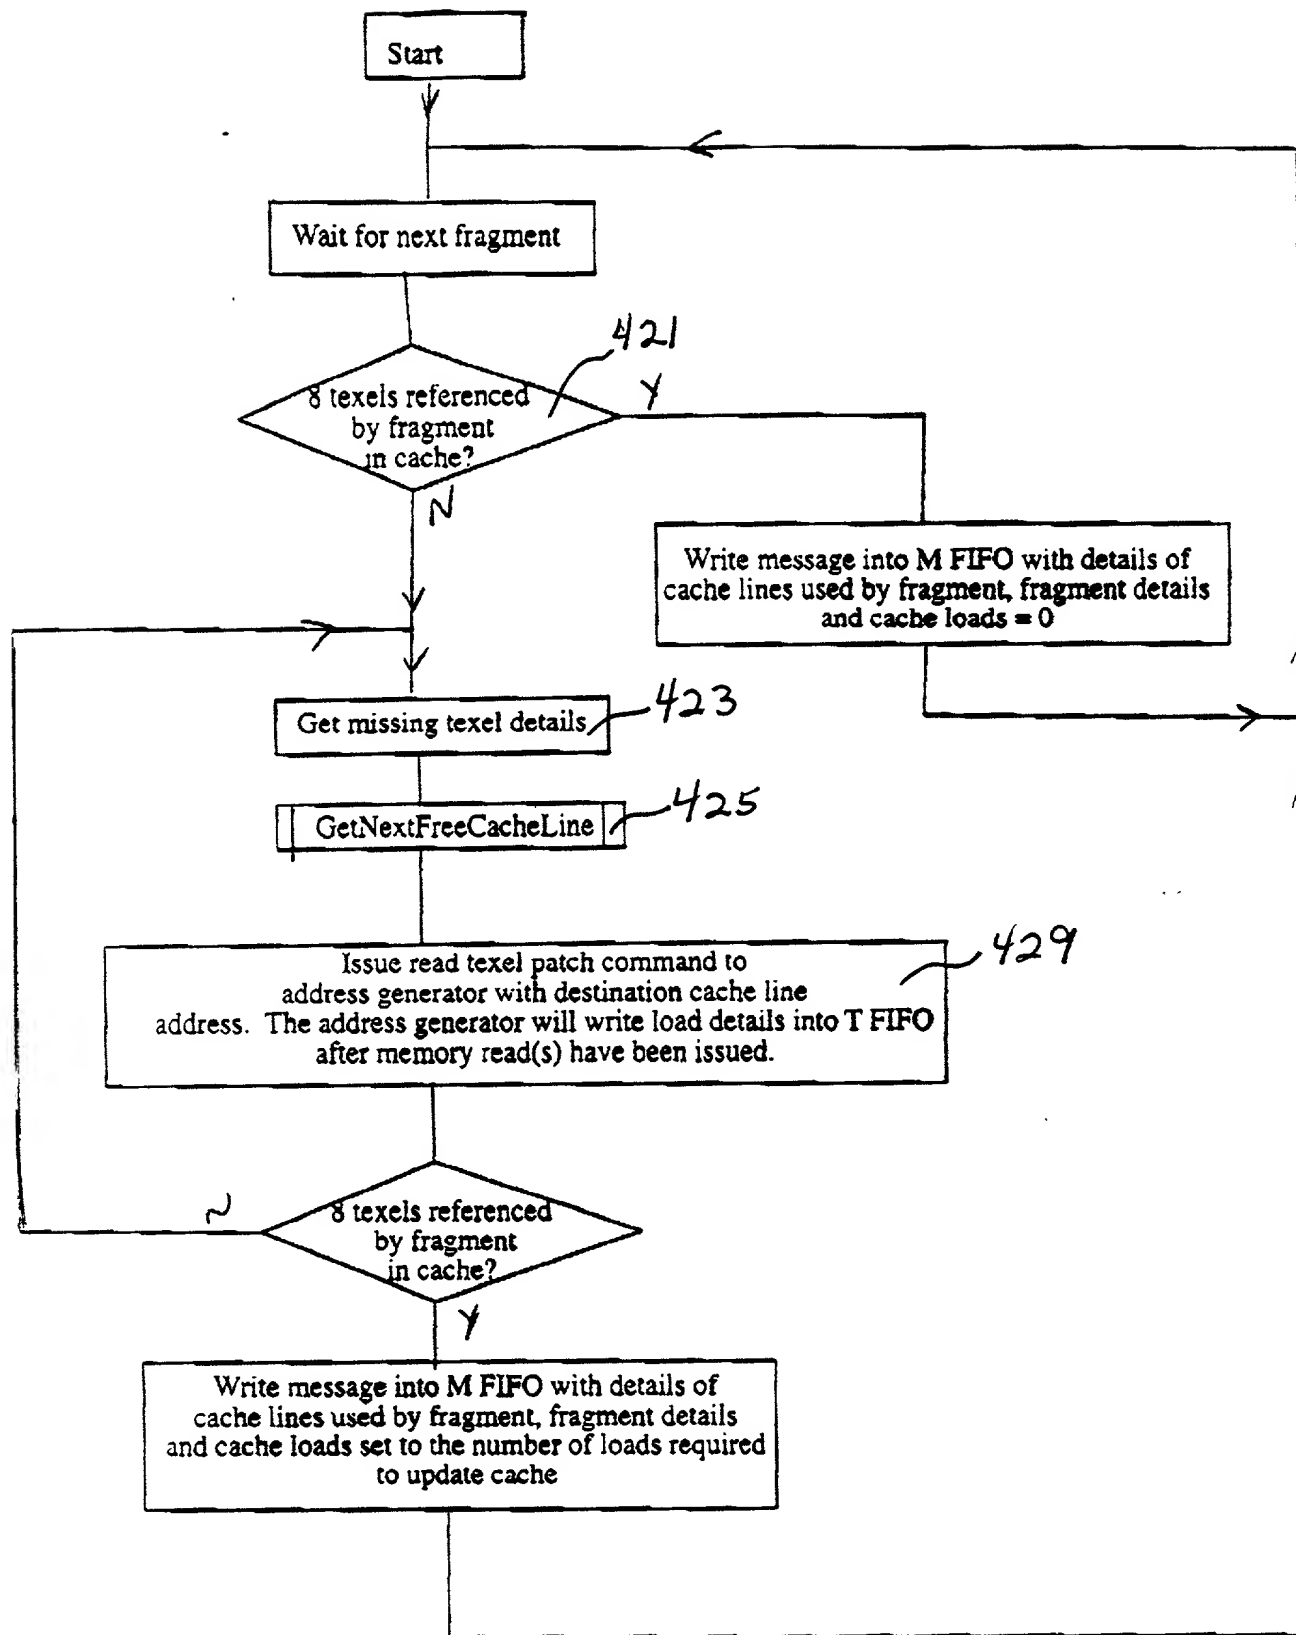 Start
Wait for next fragment
421
8 texels referenced
by fragment
in cache?
Y
N
Write message into M FIFO with details of
cache lines used by fragment, fragment details
and cache loads = 0
Get missing texel details
423
GetNextFreeCacheLine
425
429
Issue read texel patch command to
address generator with destination cache line
address. The address generator will write load details into T FIFO
after memory read(s) have been issued.
N
8 texels referenced
by fragment
in cache?
Y
Write message into M FIFO with details of
cache lines used by fragment, fragment details
and cache loads set to the number of loads required
to update cache